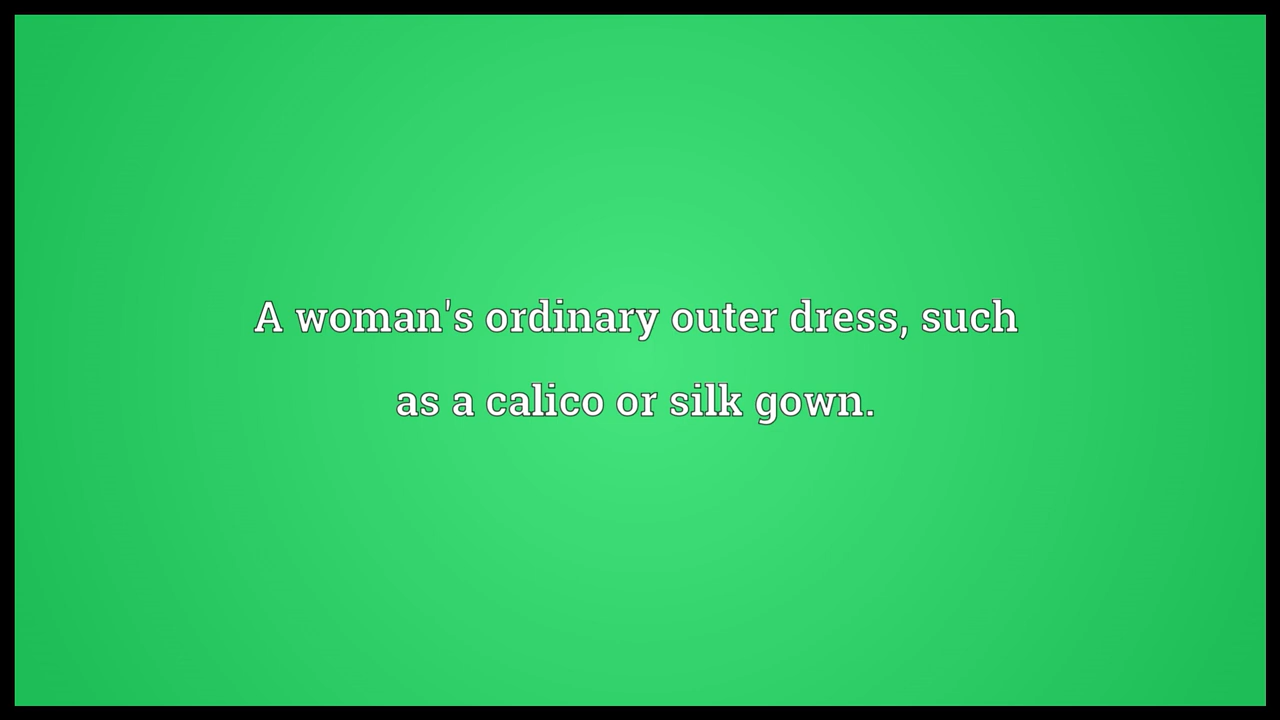 A woman's ordinary outer dress, such
as a calico or silk gown.